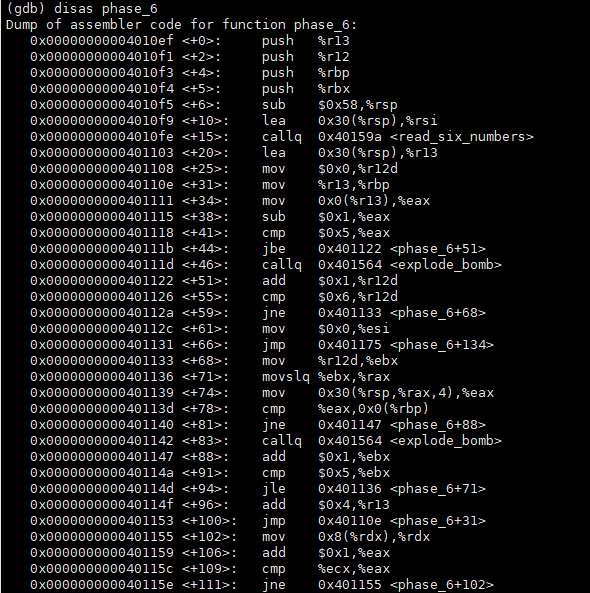 (gdb) disas phase_6
Dump of assembler code for function phase_6:
   0x00000000004010ef <+0>:     push   %r13
   0x00000000004010f1 <+2>:     push   %r12
   0x00000000004010f3 <+4>:     push   %rbp
   0x00000000004010f4 <+5>:     push   %rbx
   0x00000000004010f5 <+6>:     sub    $0x58,%rsp
   0x00000000004010f9 <+10>:    lea    0x30(%rsp),%rsi
   0x00000000004010fe <+15>:    callq  0x40159a <read_six_numbers>
   0x0000000000401103 <+20>:    lea    0x30(%rsp),%r13
   0x0000000000401108 <+25>:    mov    $0x0,%r12d
   0x000000000040110e <+31>:    mov    %r13,%rbp
   0x0000000000401111 <+34>:    mov    0x0(%r13),%eax
   0x0000000000401115 <+38>:    sub    $0x1,%eax
   0x0000000000401118 <+41>:    cmp    $0x5,%eax
   0x000000000040111b <+44>:    jbe    0x401122 <phase_6+51>
   0x000000000040111d <+46>:    callq  0x401564 <explode_bomb>
   0x0000000000401122 <+51>:    add    $0x1,%r12d
   0x0000000000401126 <+55>:    cmp    $0x6,%r12d
   0x000000000040112a <+59>:    jne    0x401133 <phase_6+68>
   0x000000000040112c <+61>:    mov    $0x0,%esi
   0x0000000000401131 <+66>:    jmp    0x401175 <phase_6+134>
   0x0000000000401133 <+68>:    mov    %r12d,%ebx
   0x0000000000401136 <+71>:    movslq %ebx,%rax
   0x0000000000401139 <+74>:    mov    0x30(%rsp,%rax,4),%eax
   0x000000000040113d <+78>:    cmp    %eax,0x0(%rbp)
   0x0000000000401140 <+81>:    jne    0x401147 <phase_6+88>
   0x0000000000401142 <+83>:    callq  0x401564 <explode_bomb>
   0x0000000000401147 <+88>:    add    $0x1,%ebx
   0x000000000040114a <+91>:    cmp    $0x5,%ebx
   0x000000000040114d <+94>:    jle    0x401136 <phase_6+71>
   0x000000000040114f <+96>:    add    $0x4,%r13
   0x0000000000401153 <+100>:   jmp    0x40110e <phase_6+31>
   0x0000000000401155 <+102>:   mov    0x8(%rdx),%rdx
   0x0000000000401159 <+106>:   add    $0x1,%eax
   0x000000000040115c <+109>:   cmp    %ecx,%eax
   0x000000000040115e <+111>:   jne    0x401155 <phase_6+102>